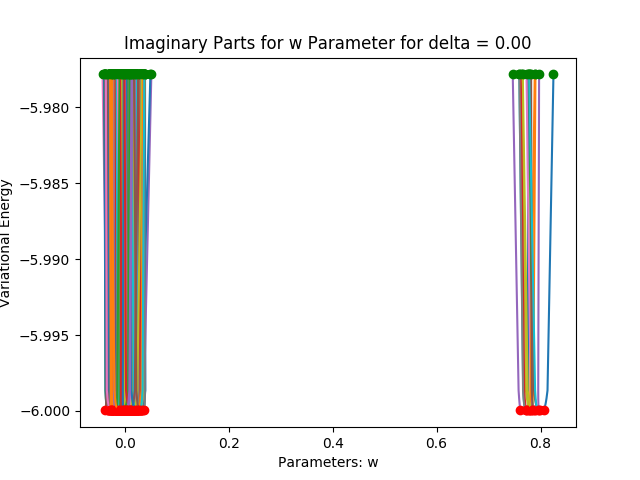 Imaginary Parts for w Parameter for delta = 0.00
Variational Energy
−5.980
−5.985
−5.990
−5.995
−6.000
0.0 0.2 0.4 0.6 0.8
Parameters: w